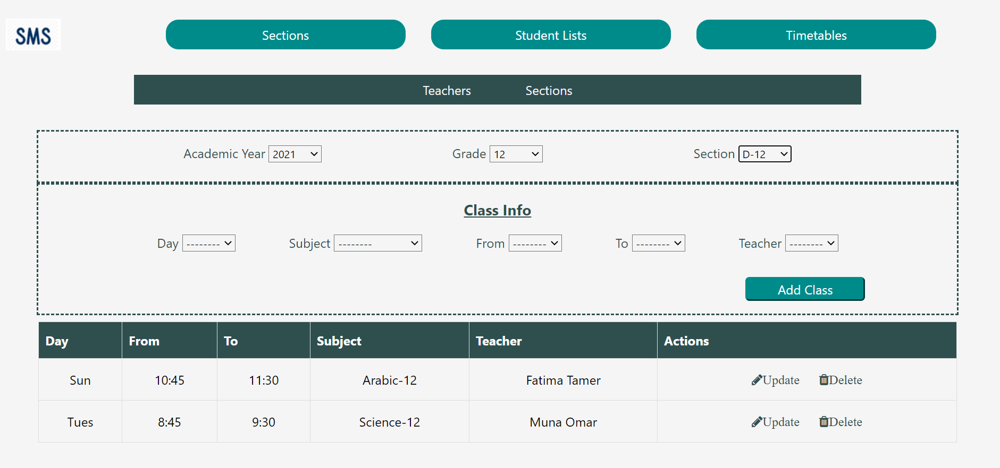 SMS
Sections Student Lists Timetables
Teachers Sections
Academic Year 2021 Grade 12 Section D-12
Class Info
Day -------- Subject -------- From -------- To -------- Teacher --------
Add Class
Day From To Subject Teacher Actions
Sun 10:45 11:30 Arabic-12 Fatima Tamer Update Delete
Tues 8:45 9:30 Science-12 Muna Omar Update Delete